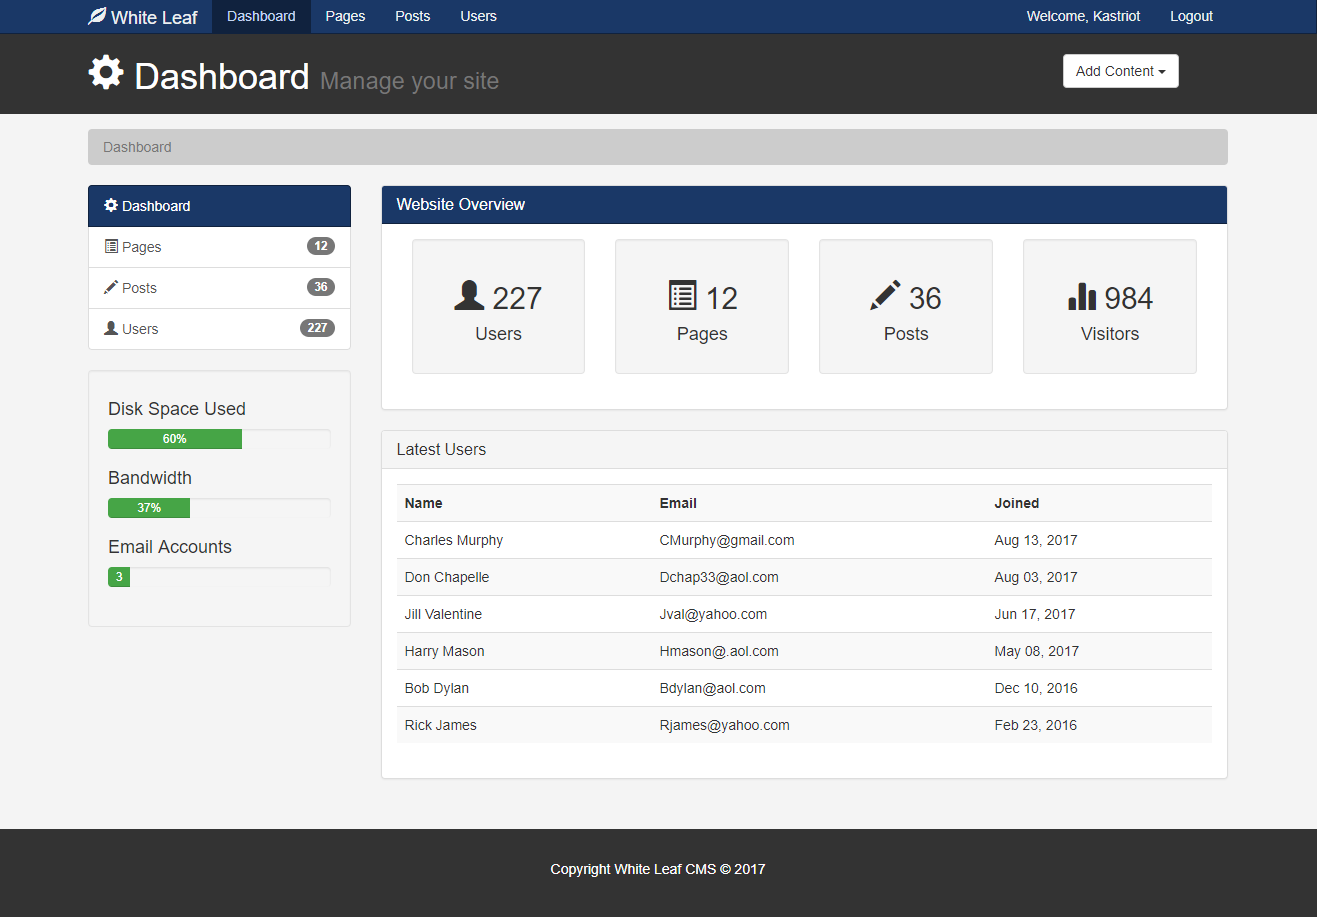 White Leaf Dashboard Pages Posts Users Welcome, Kastriot Logout
Dashboard Manage your site Add Content
Dashboard
Dashboard
Pages 12
Posts 36
Users 227
Disk Space Used
60%
Bandwidth
37%
Email Accounts
3
Website Overview
227 12 36 984
Users Pages Posts Visitors
Latest Users
Name Email Joined
Charles Murphy CMurphy@gmail.com Aug 13, 2017
Don Chapelle Dchap33@aol.com Aug 03, 2017
Jill Valentine Jval@yahoo.com Jun 17, 2017
Harry Mason Hmason@.aol.com May 08, 2017
Bob Dylan Bdylan@aol.com Dec 10, 2016
Rick James Rjames@yahoo.com Feb 23, 2016
Copyright White Leaf CMS © 2017